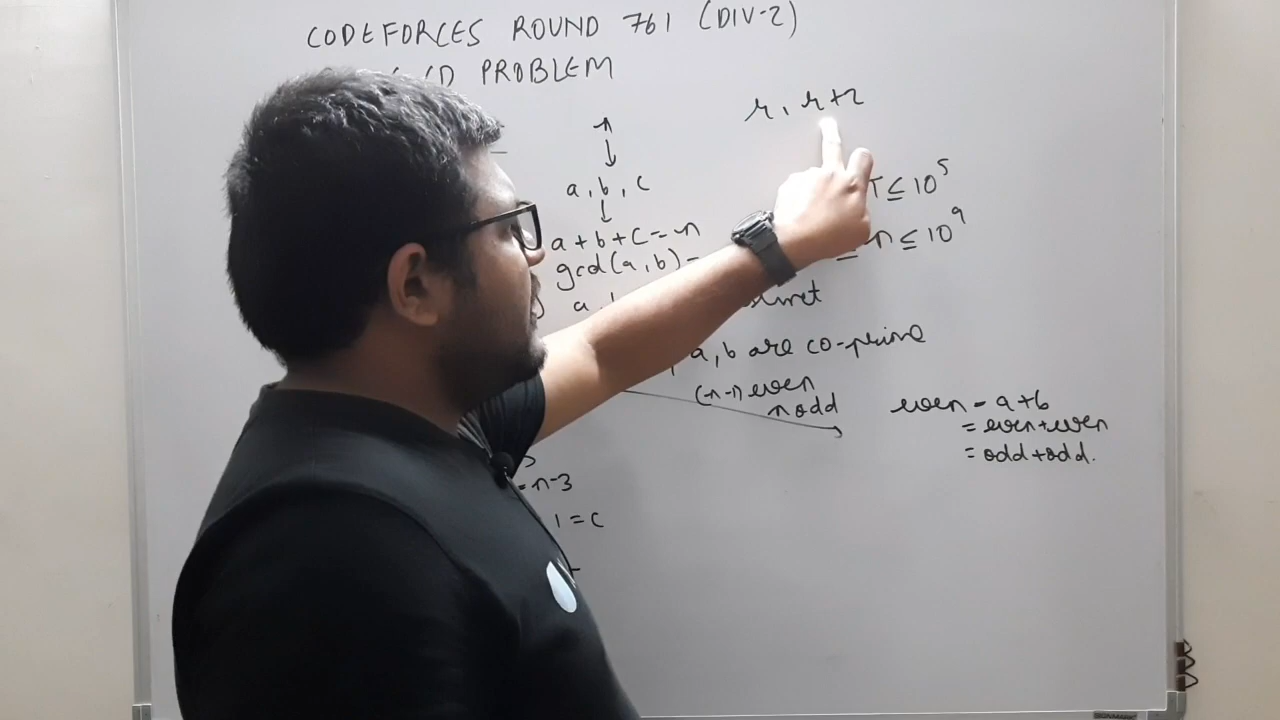 CODEFORCES ROUND 761 (DIV-2)
CD PROBLEM
n
r, r+2
a, b, c
T ≤ 10^5
a+b+c=n
≤ n ≤ 10^9
gcd(a,b)=
a
a, b are co-prime
(n-1) even
n odd
even = a+b
= even+even
= odd+odd.
= n-3
1 = c